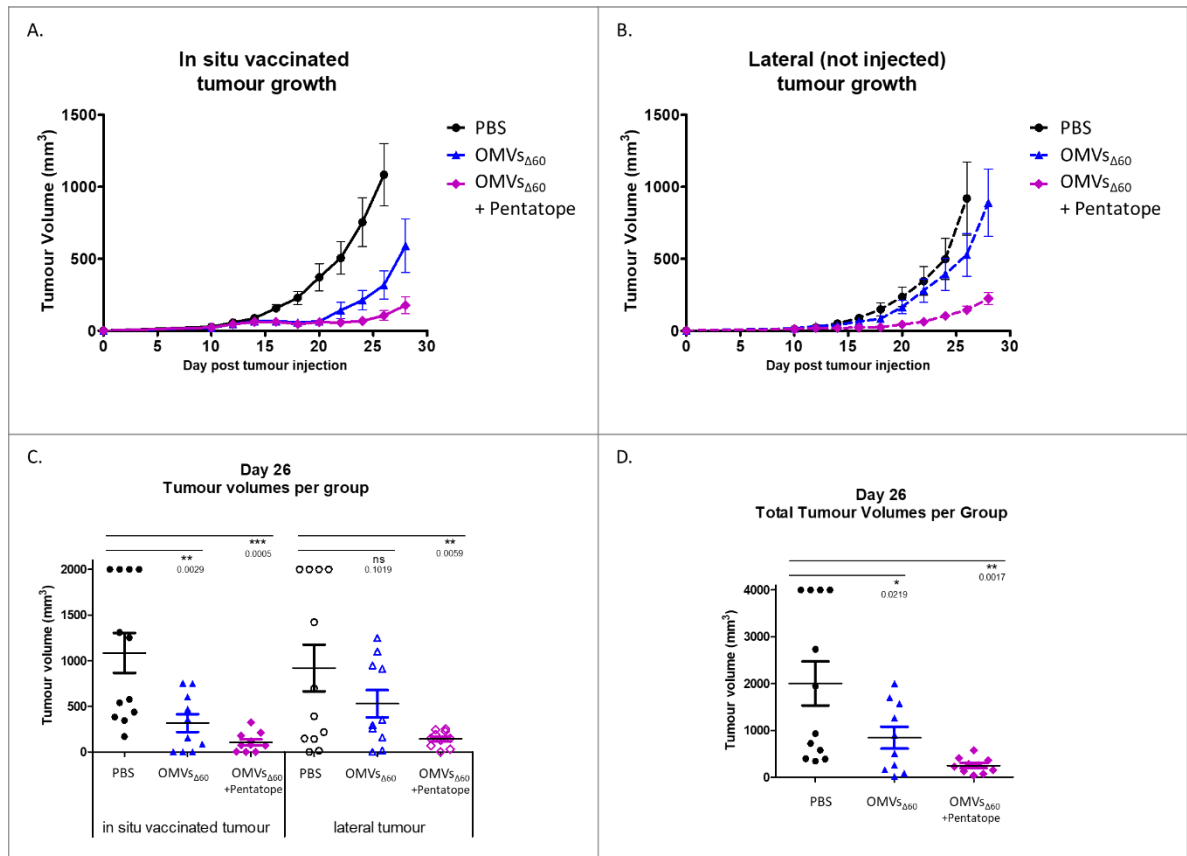 A.
In situ vaccinated
tumour growth
1500
1000
500
0
Tumour Volume (mm³)
0 5 10 15 20 25 30
Day post tumour injection
PBS
OMVsΔ60
OMVsΔ60
+ Pentatope
B.
Lateral (not injected)
tumour growth
1500
1000
500
0
Tumour Volume (mm³)
0 5 10 15 20 25 30
Day post tumour injection
PBS
OMVsΔ60
OMVsΔ60
+ Pentatope
C.
Day 26
Tumour volumes per group
*** **
0.0005 0.0059
** ns
0.0029 0.1019
2000
1500
1000
500
0
Tumour volume (mm³)
PBS OMVsΔ60 OMVsΔ60 PBS OMVsΔ60 OMVsΔ60
+Pentatope +Pentatope
in situ vaccinated tumour lateral tumour
D.
Day 26
Total Tumour Volumes per Group
**
0.0017
*
0.0219
4000
3000
2000
1000
0
Tumour volume (mm³)
PBS OMVsΔ60 OMVsΔ60
+Pentatope